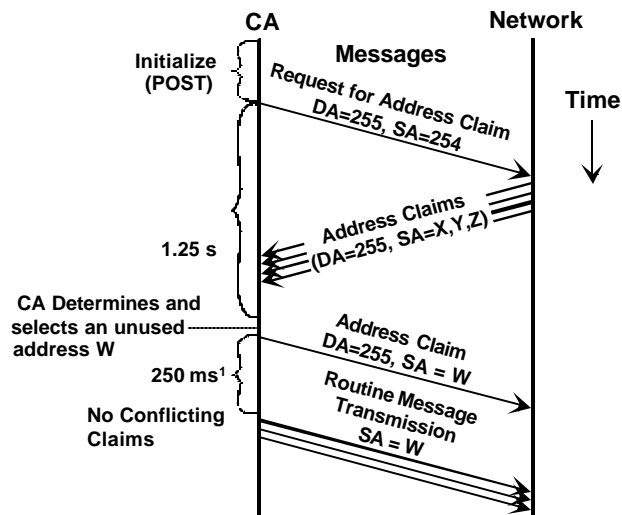 CA
Network
Messages
Initialize
(POST)
Request for Address Claim
DA=255, SA=254
Time
Address Claims
(DA=255, SA=X,Y,Z)
1.25 s
CA Determines and
selects an unused
address W
Address Claim
DA=255, SA = W
250 ms¹
Routine Message
Transmission
SA = W
No Conflicting
Claims